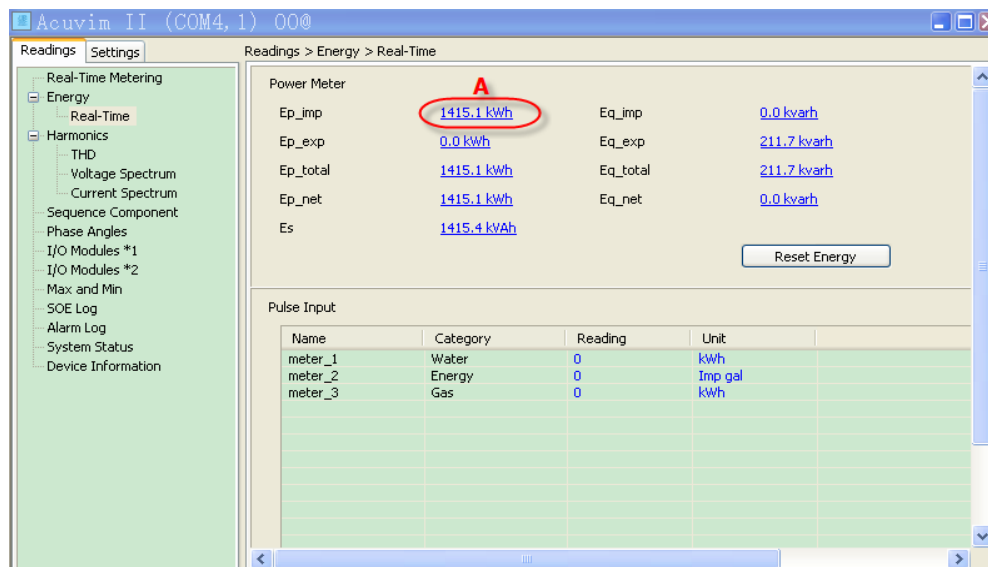 Acuvim II (COM4, 1) OO@
Readings Settings
Readings > Energy > Real-Time
Real-Time Metering
Energy
Real-Time
Harmonics
THD
Voltage Spectrum
Current Spectrum
Sequence Component
Phase Angles
I/O Modules *1
I/O Modules *2
Max and Min
SOE Log
Alarm Log
System Status
Device Information
Power Meter
A
Ep_imp 1415.1 kWh Eq_imp 0.0 kvarh
Ep_exp 0.0 kWh Eq_exp 211.7 kvarh
Ep_total 1415.1 kWh Eq_total 211.7 kvarh
Ep_net 1415.1 kWh Eq_net 0.0 kvarh
Es 1415.4 kVAh
Reset Energy
Pulse Input
Name Category Reading Unit
meter_1 Water 0 kWh
meter_2 Energy 0 Imp gal
meter_3 Gas 0 kWh